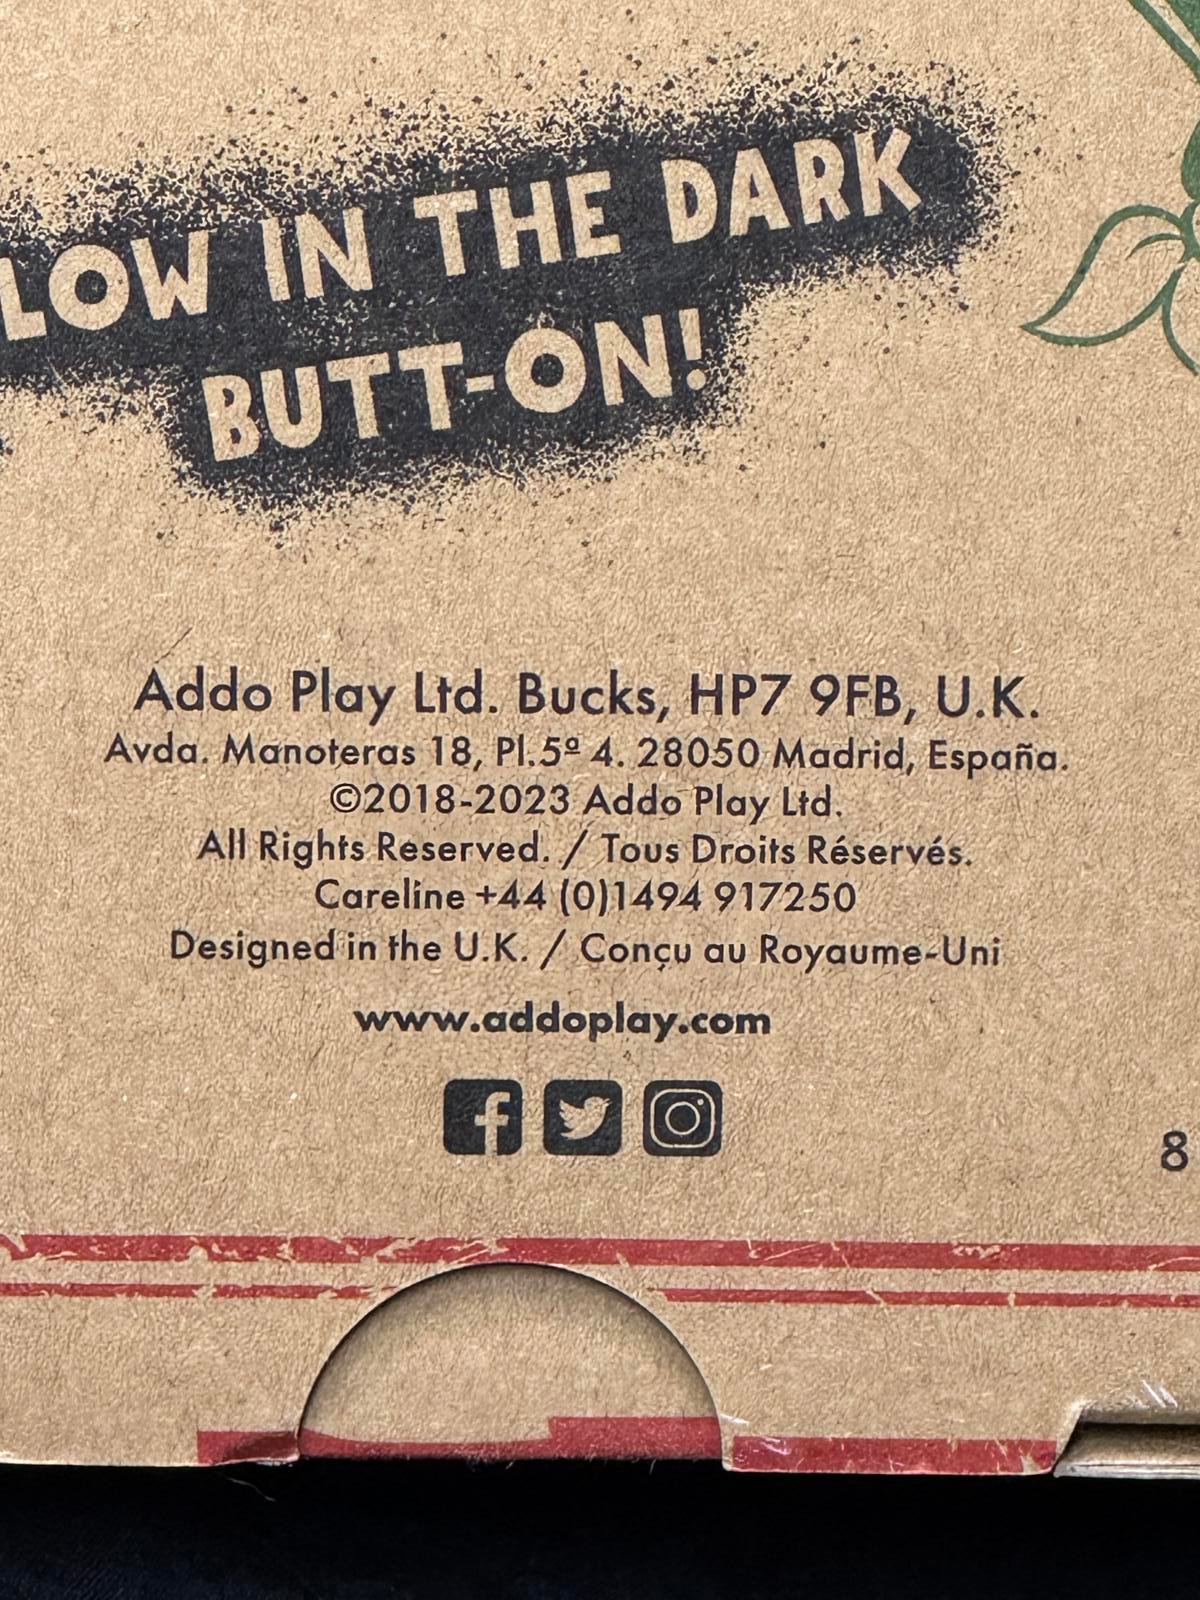 LOW IN THE DARK
BUTT-ON!
Addo Play Ltd. Bucks, HP7 9FB, U.K.
Avda. Manoteras 18, Pl.5º 4. 28050 Madrid, España.
©2018-2023 Addo Play Ltd.
All Rights Reserved. / Tous Droits Réservés.
Careline +44 (0)1494 917250
Designed in the U.K. / Conçu au Royaume-Uni
www.addoplay.com
8